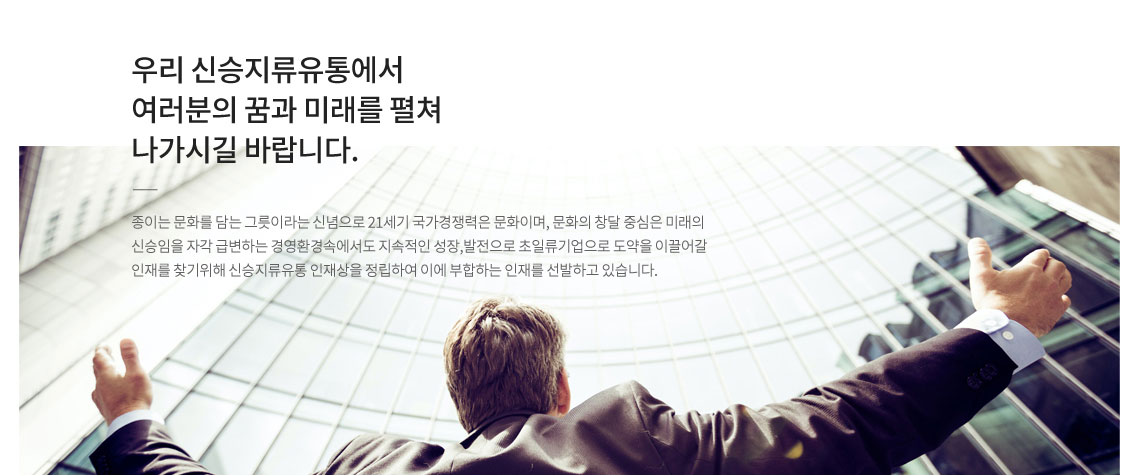 우리 신승지류유통에서
여러분의 꿈과 미래를 펼쳐
나가시길 바랍니다.
종이는 문화를 담는 그릇이라는 신념으로 21세기 국가경쟁력은 문화이며, 문화의 창달 중심은 미래의
신승임을 자각 급변하는 경영환경속에서도 지속적인 성장,발전으로 초일류기업으로 도약을 이끌어갈
인재를 찾기위해 신승지류유통 인재상을 정립하여 이에 부합하는 인재를 선발하고 있습니다.